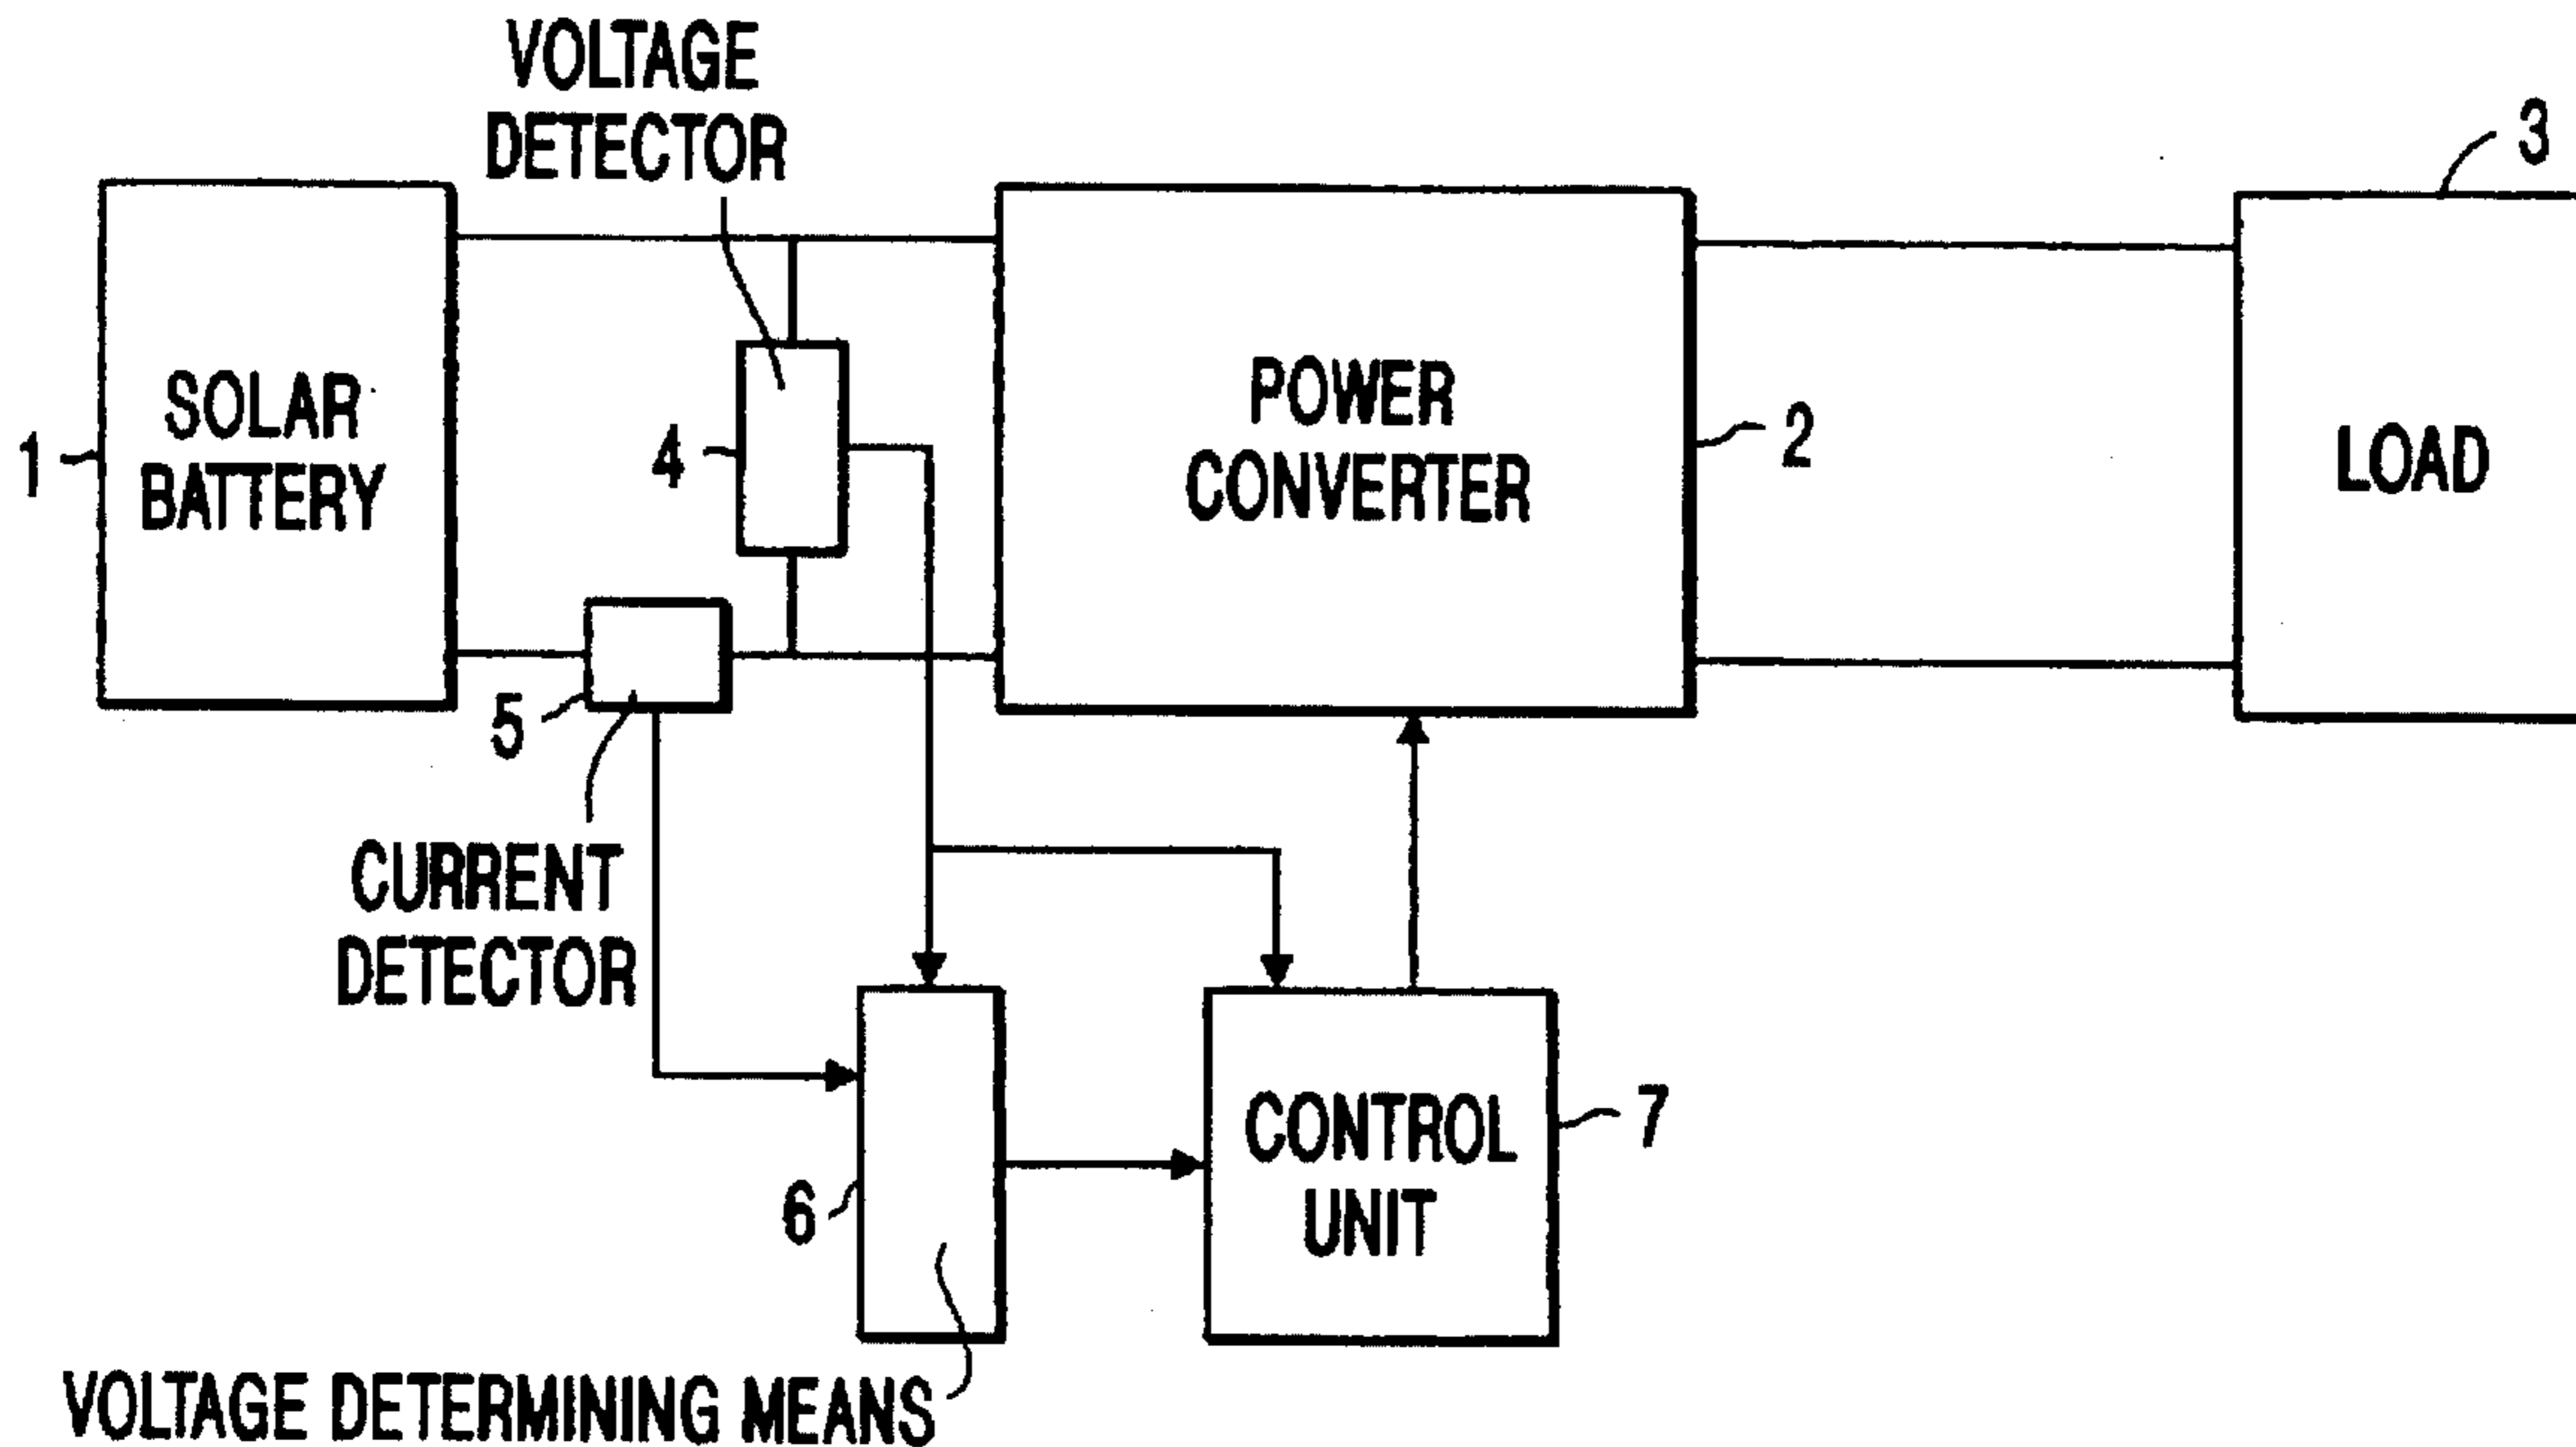 VOLTAGE
DETECTOR
3
SOLAR
BATTERY
1
4
POWER
CONVERTER
2
LOAD
5
CURRENT
DETECTOR
6
CONTROL
UNIT
7
VOLTAGE DETERMINING MEANS